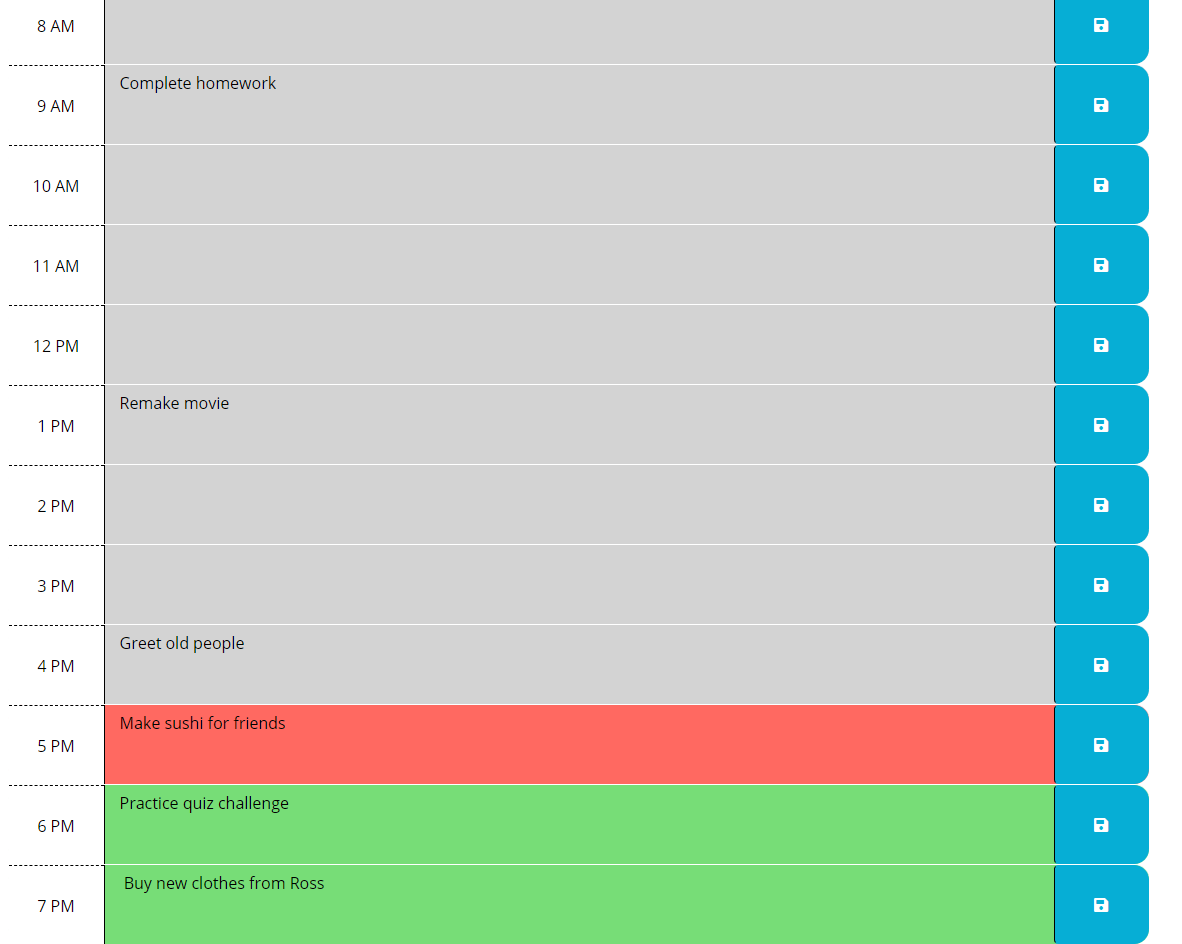 8 AM
9 AM Complete homework
10 AM
11 AM
12 PM
1 PM Remake movie
2 PM
3 PM
4 PM Greet old people
5 PM Make sushi for friends
6 PM Practice quiz challenge
7 PM Buy new clothes from Ross